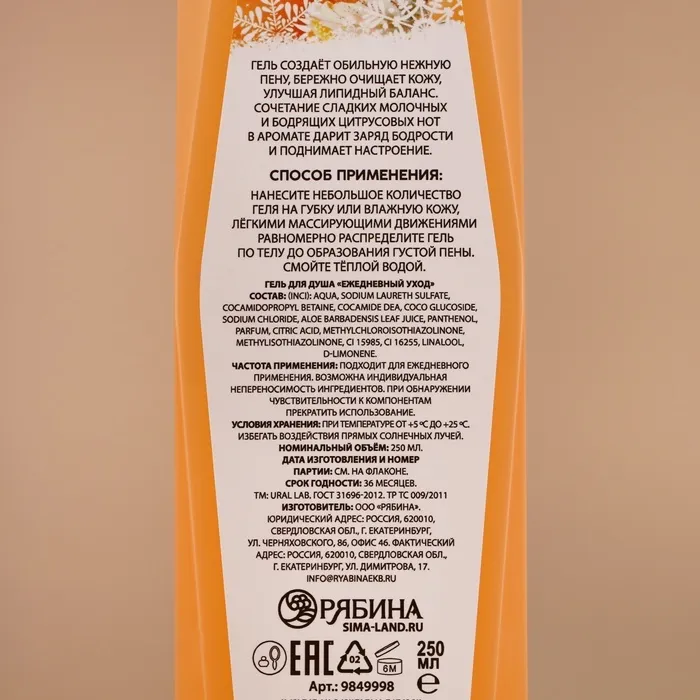 ГЕЛЬ СОЗДАЁТ ОБИЛЬНУЮ НЕЖНУЮ
ПЕНУ, БЕРЕЖНО ОЧИЩАЕТ КОЖУ,
УЛУЧШАЯ ЛИПИДНЫЙ БАЛАНС.
СОЧЕТАНИЕ СЛАДКИХ МОЛОЧНЫХ
И БОДРЯЩИХ ЦИТРУСОВЫХ НОТ
В АРОМАТЕ ДАРИТ ЗАРЯД БОДРОСТИ
И ПОДНИМАЕТ НАСТРОЕНИЕ.
СПОСОБ ПРИМЕНЕНИЯ:
НАНЕСИТЕ НЕБОЛЬШОЕ КОЛИЧЕСТВО
ГЕЛЯ НА ГУБКУ ИЛИ ВЛАЖНУЮ КОЖУ,
ЛЁГКИМИ МАССИРУЮЩИМИ ДВИЖЕНИЯМИ
РАВНОМЕРНО РАСПРЕДЕЛИТЕ ГЕЛЬ
ПО ТЕЛУ ДО ОБРАЗОВАНИЯ ГУСТОЙ ПЕНЫ.
СМОЙТЕ ТЁПЛОЙ ВОДОЙ.
ГЕЛЬ ДЛЯ ДУША «ЕЖЕДНЕВНЫЙ УХОД»
СОСТАВ: (INCI): AQUA, SODIUM LAURETH SULFATE,
COCAMIDOPROPYL BETAINE, COCAMIDE DEA, COCO GLUCOSIDE,
SODIUM CHLORIDE, ALOE BARBADENSIS LEAF JUICE, PANTHENOL,
PARFUM, CITRIC ACID, METHYLCHLOROISOTHIAZOLINONE,
METHYLISOTHIAZOLINONE, CI 15985, CI 16255, LINALOOL,
D-LIMONENE.
ЧАСТОТА ПРИМЕНЕНИЯ: ПОДХОДИТ ДЛЯ ЕЖЕДНЕВНОГО
ПРИМЕНЕНИЯ. ВОЗМОЖНА ИНДИВИДУАЛЬНАЯ
НЕПЕРЕНОСИМОСТЬ ИНГРЕДИЕНТОВ. ПРИ ОБНАРУЖЕНИИ
ЧУВСТВИТЕЛЬНОСТИ К КОМПОНЕНТАМ
ПРЕКРАТИТЬ ИСПОЛЬЗОВАНИЕ.
УСЛОВИЯ ХРАНЕНИЯ: ПРИ ТЕМПЕРАТУРЕ ОТ +5 ºC ДО +25 ºC.
ИЗБЕГАТЬ ВОЗДЕЙСТВИЯ ПРЯМЫХ СОЛНЕЧНЫХ ЛУЧЕЙ.
НОМИНАЛЬНЫЙ ОБЪЁМ: 250 МЛ.
ДАТА ИЗГОТОВЛЕНИЯ И НОМЕР
ПАРТИИ: СМ. НА ФЛАКОНЕ.
СРОК ГОДНОСТИ: 36 МЕСЯЦЕВ.
TM: URAL LAB. ГОСТ 31696-2012. ТР ТС 009/2011
ИЗГОТОВИТЕЛЬ: ООО «РЯБИНА».
ЮРИДИЧЕСКИЙ АДРЕС: РОССИЯ, 620010,
СВЕРДЛОВСКАЯ ОБЛ., Г. ЕКАТЕРИНБУРГ,
УЛ. ЧЕРНЯХОВСКОГО, 86, ОФИС 46. ФАКТИЧЕСКИЙ
АДРЕС: РОССИЯ, 620010, СВЕРДЛОВСКАЯ ОБЛ.,
Г. ЕКАТЕРИНБУРГ, УЛ. ДИМИТРОВА, 17.
INFO@RYABINAEKB.RU
РЯБИНА
SIMA-LAND.RU
EAC 02 6M 250 МЛ e
Арт.: 9849998